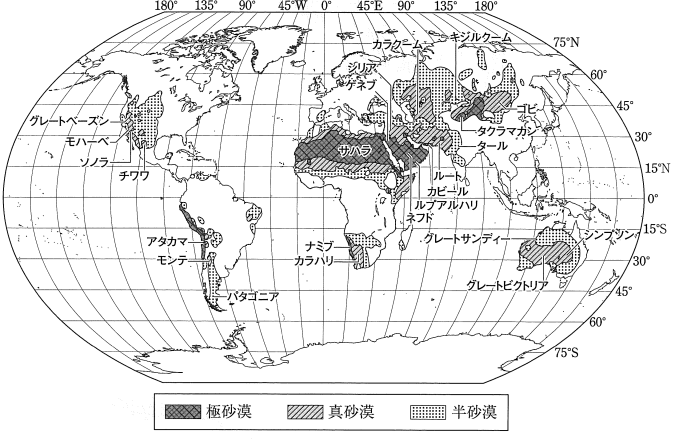 180° 135° 90° 45°W 0° 45°E 90° 135° 180°
カラクーム キジルクーム
75°N
シリア
ネゲブ
60°
グレートベーズン
ゴビ
45°
モハーベ
タクラマカン
ソノラ
サハラ
タール
30°
チワワ
ルート
15°N
カビール
ルブアルハリ
0°
ネフド
アタカマ
ナミブ
グレートサンディー
シンプソン
15°S
モンテ
カラハリ
30°
パタゴニア
グレートビクトリア
45°
60°
75°S
極砂漠 真砂漠 半砂漠